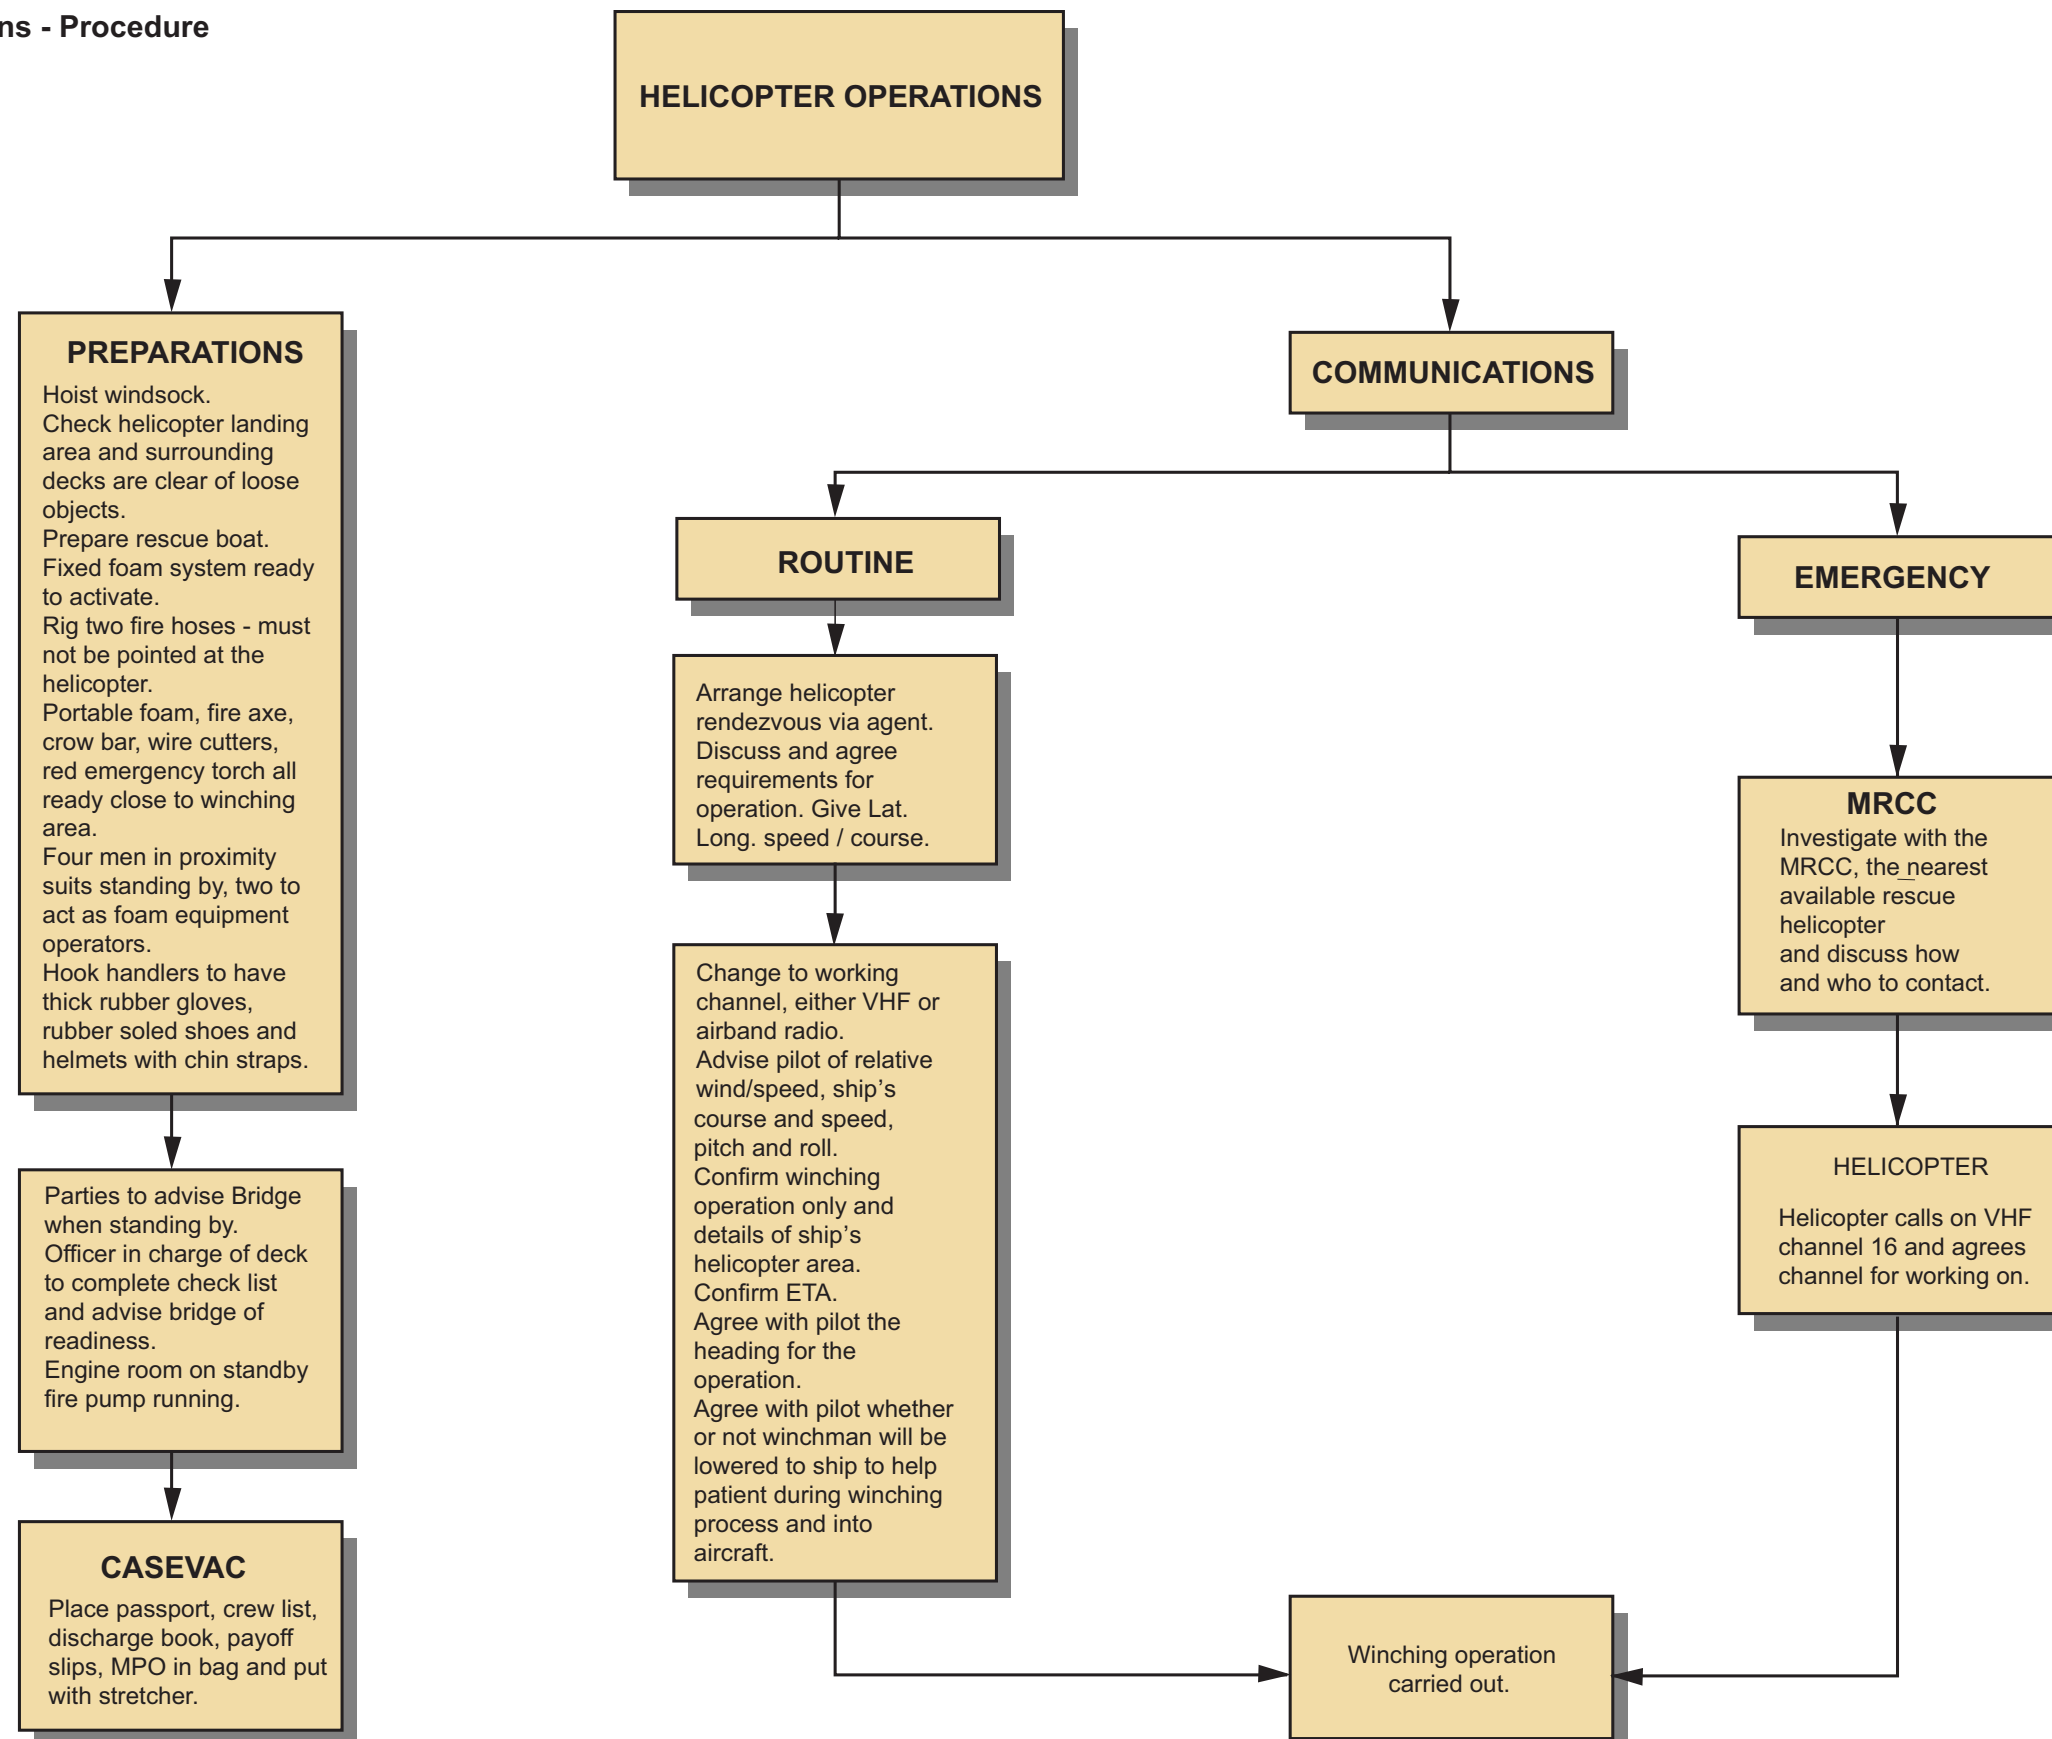 ns - Procedure
HELICOPTER OPERATIONS
PREPARATIONS
Hoist windsock.
Check helicopter landing
area and surrounding
decks are clear of loose
objects.
Prepare rescue boat.
Fixed foam system ready
to activate.
Rig two fire hoses - must
not be pointed at the
helicopter.
Portable foam, fire axe,
crow bar, wire cutters,
red emergency torch all
ready close to winching
area.
Four men in proximity
suits standing by, two to
act as foam equipment
operators.
Hook handlers to have
thick rubber gloves,
rubber soled shoes and
helmets with chin straps.
Parties to advise Bridge
when standing by.
Officer in charge of deck
to complete check list
and advise bridge of
readiness.
Engine room on standby
fire pump running.
CASEVAC
Place passport, crew list,
discharge book, payoff
slips, MPO in bag and put
with stretcher.
COMMUNICATIONS
ROUTINE
Arrange helicopter
rendezvous via agent.
Discuss and agree
requirements for
operation. Give Lat.
Long. speed / course.
Change to working
channel, either VHF or
airband radio.
Advise pilot of relative
wind/speed, ship’s
course and speed,
pitch and roll.
Confirm winching
operation only and
details of ship’s
helicopter area.
Confirm ETA.
Agree with pilot the
heading for the
operation.
Agree with pilot whether
or not winchman will be
lowered to ship to help
patient during winching
process and into
aircraft.
EMERGENCY
MRCC
Investigate with the
MRCC, the nearest
available rescue
helicopter
and discuss how
and who to contact.
HELICOPTER
Helicopter calls on VHF
channel 16 and agrees
channel for working on.
Winching operation
carried out.